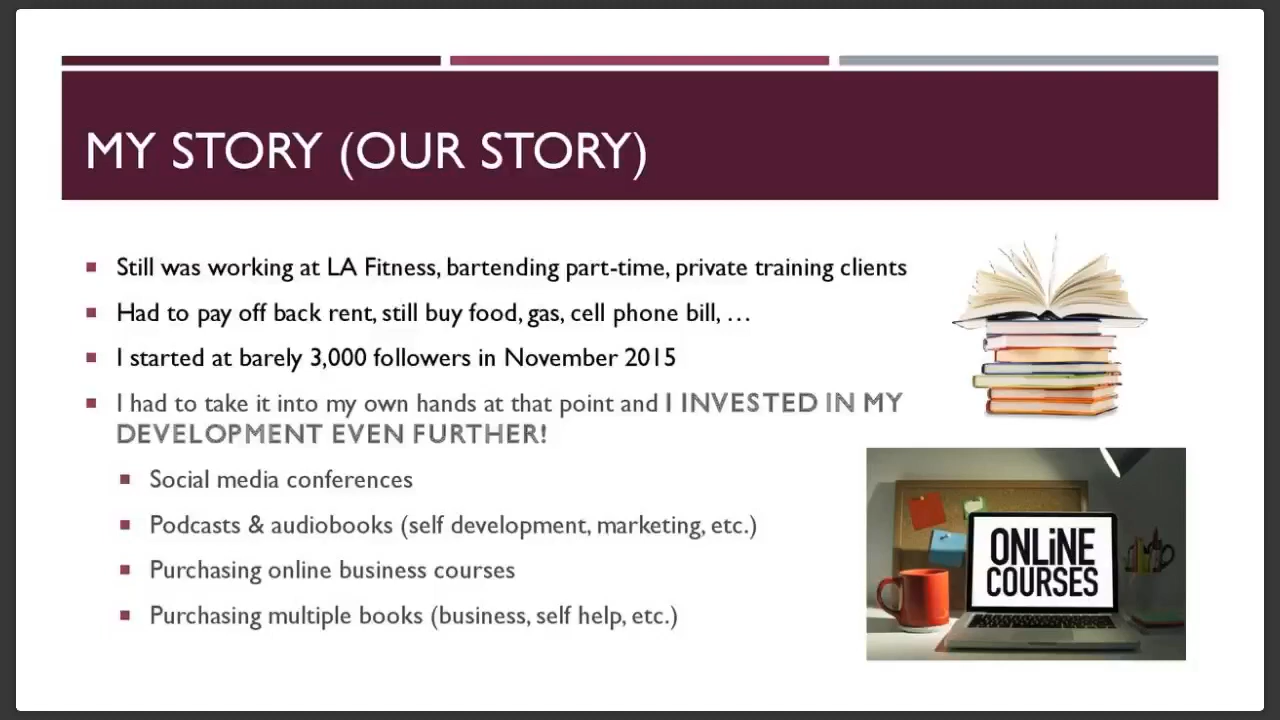 MY STORY (OUR STORY)
Still was working at LA Fitness, bartending part-time, private training clients
Had to pay off back rent, still buy food, gas, cell phone bill, …
I started at barely 3,000 followers in November 2015
I had to take it into my own hands at that point and I INVESTED IN MY
DEVELOPMENT EVEN FURTHER!
Social media conferences
Podcasts & audiobooks (self development, marketing, etc.)
Purchasing online business courses
Purchasing multiple books (business, self help, etc.)
ONLiNE
COURSES